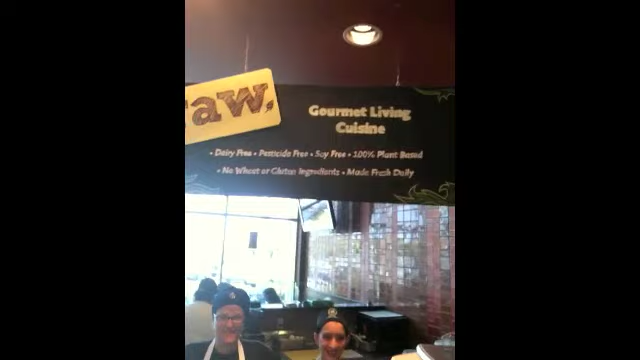 raw.
Gourmet Living
Cuisine
• Dairy Free • Pesticide Free • Soy Free • 100% Plant Based
• No Wheat or Gluten Ingredients • Made Fresh Daily